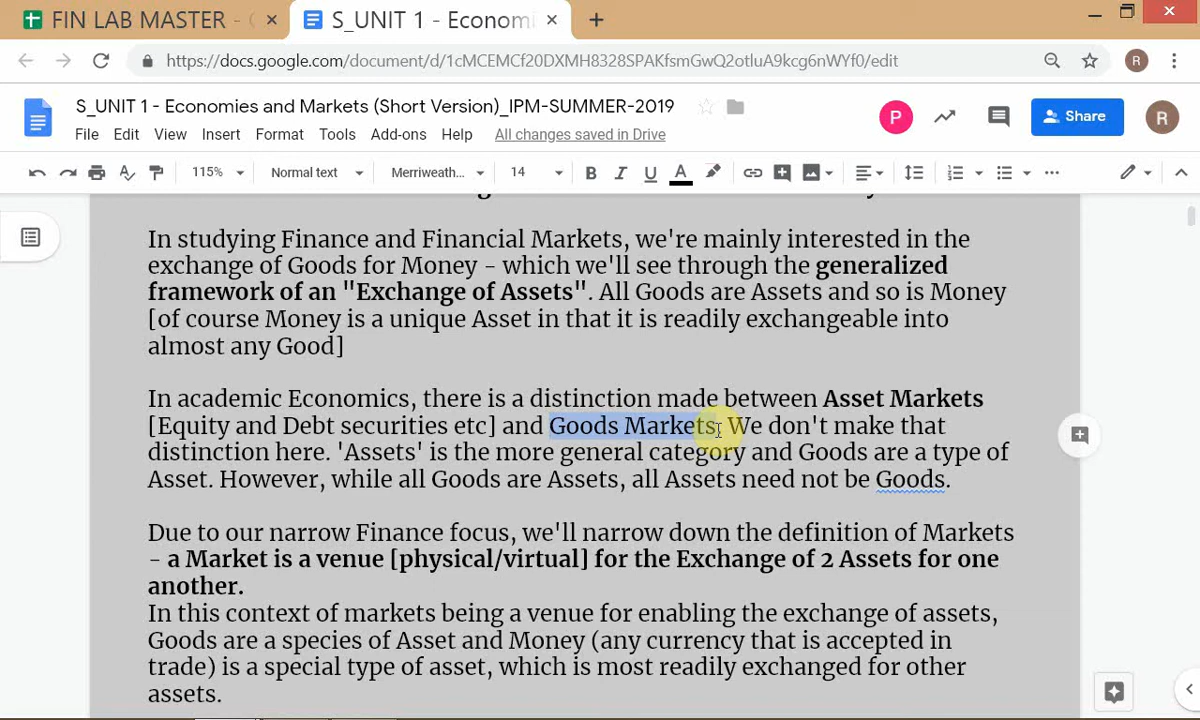 FIN LAB MASTER - (
S_UNIT 1 - Economi
https://docs.google.com/document/d/1cMCEMCf20DXMH8328SPAKfsmGwQ2otluA9kcg6nWYf0/edit
R
S_UNIT 1 - Economies and Markets (Short Version)_IPM-SUMMER-2019
P
Share
R
File Edit View Insert Format Tools Add-ons Help All changes saved in Drive
115% Normal text Merriweath... 14 B I U A
In studying Finance and Financial Markets, we're mainly interested in the
exchange of Goods for Money - which we'll see through the generalized
framework of an "Exchange of Assets". All Goods are Assets and so is Money
[of course Money is a unique Asset in that it is readily exchangeable into
almost any Good]
In academic Economics, there is a distinction made between Asset Markets
[Equity and Debt securities etc] and Goods Markets. We don't make that
distinction here. 'Assets' is the more general category and Goods are a type of
Asset. However, while all Goods are Assets, all Assets need not be Goods.
Due to our narrow Finance focus, we'll narrow down the definition of Markets
- a Market is a venue [physical/virtual] for the Exchange of 2 Assets for one
another.
In this context of markets being a venue for enabling the exchange of assets,
Goods are a species of Asset and Money (any currency that is accepted in
trade) is a special type of asset, which is most readily exchanged for other
assets.